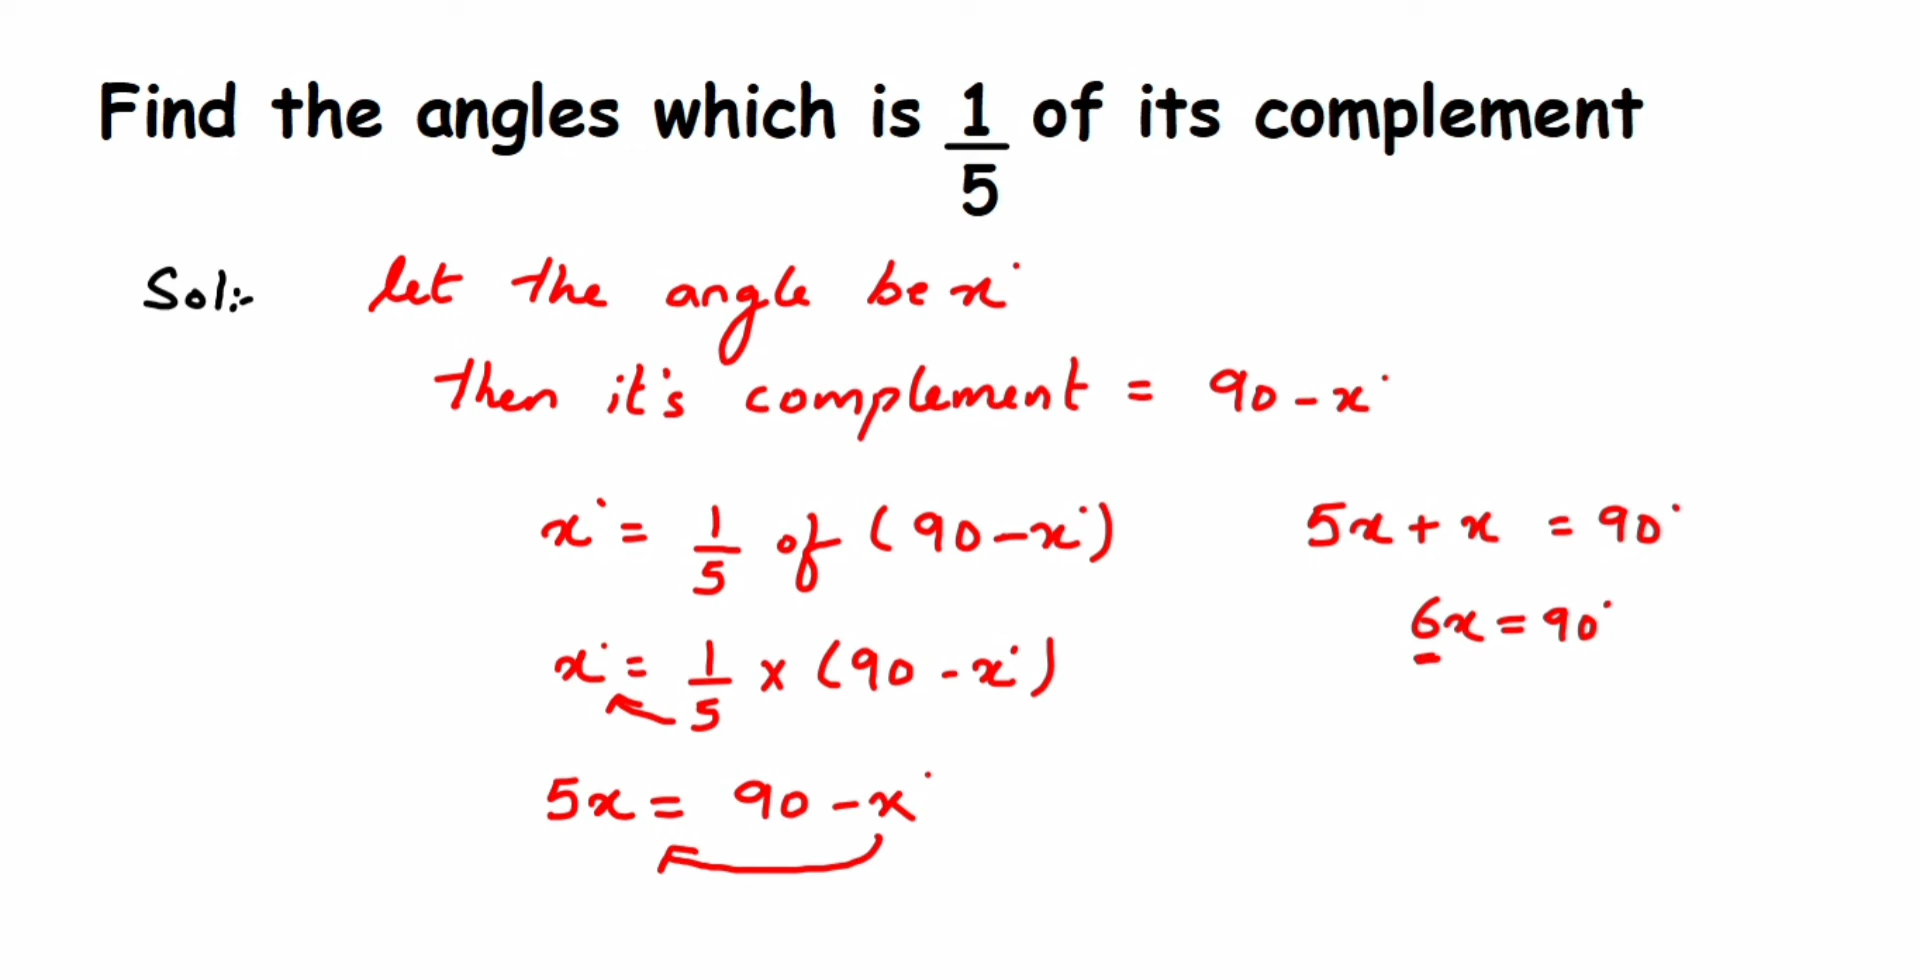 Find the angles which is 1/5 of its complement
Sol:- let the angle be x°
then it's complement = 90 - x°
x° = 1/5 of (90 - x°)
x° = 1/5 × (90 - x°)
5x = 90 - x°
5x + x = 90°
6x = 90°